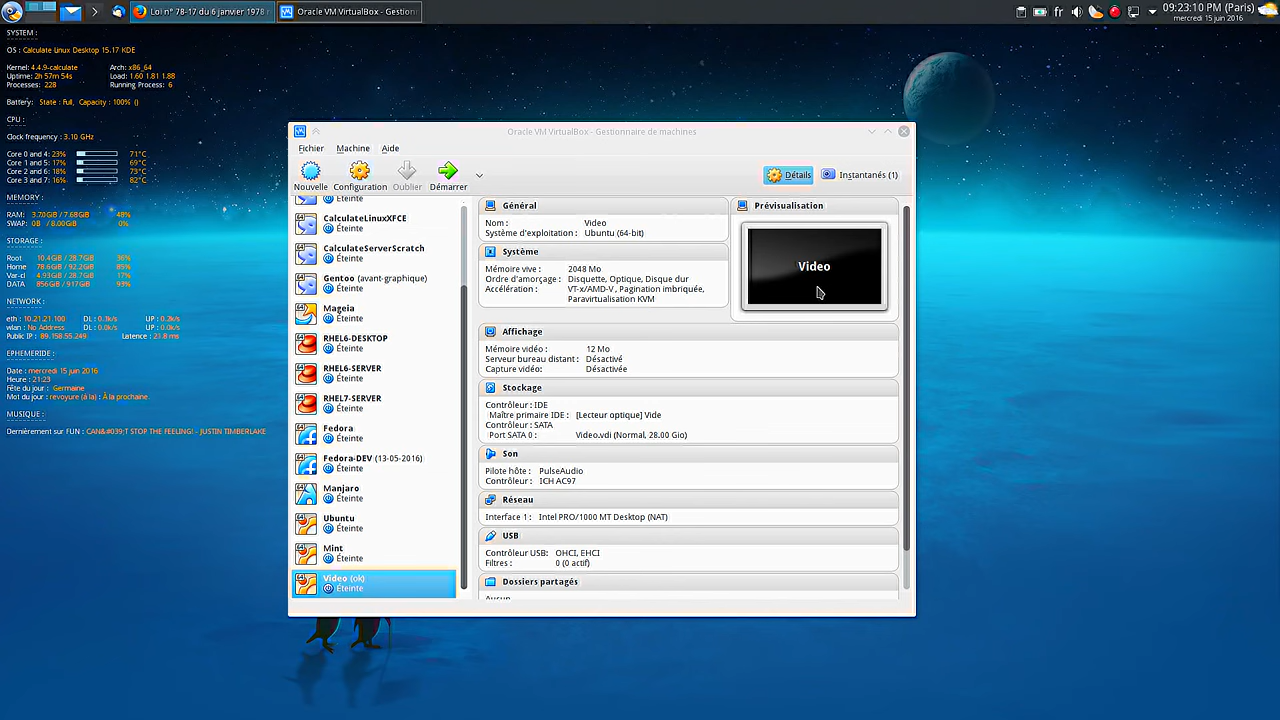 Loi n° 78-17 du 6 janvier 1978
Oracle VM VirtualBox - Gestion
fr
09:23:10 PM (Paris)
mercredi 15 juin 2016
SYSTEM :
OS : Calculate Linux Desktop 15.17 KDE
Kernel: 4.4.9-calculate Arch: x86_64
Uptime: 2h 57m 54s Load: 1.60 1.81 1.88
Processes: 228 Running Process: 6
Battery: State : Full, Capacity : 100% ()
CPU :
Clock frequency : 3.10 GHz
Core 0 and 4: 23% 71°C
Core 1 and 5: 17% 69°C
Core 2 and 6: 18% 73°C
Core 3 and 7: 16% 82°C
MEMORY :
RAM: 3.70GiB / 7.68GiB 48%
SWAP: 0B / 8.00GiB 0%
STORAGE :
Root 10.4GiB / 28.7GiB 36%
Home 78.6GiB / 92.2GiB 85%
Var-cl 4.93GiB / 28.7GiB 17%
DATA 856GiB / 917GiB 93%
NETWORK :
eth : 10.21.21.100 DL : 0.1k/s UP : 0.2k/s
wlan : No Address DL : 0.0k/s UP : 0.0k/s
Public IP : 89.158.55.249 Latence : 21.8 ms
EPHEMERIDE :
Date : mercredi 15 juin 2016
Heure : 21:23
Fête du jour : Germaine
Mot du jour : revoyure (à la) : À la prochaine.
MUSIQUE :
Dernièrement sur FUN : CAN&#039;T STOP THE FEELING! - JUSTIN TIMBERLAKE
Oracle VM VirtualBox - Gestionnaire de machines
Fichier Machine Aide
Nouvelle Configuration Oublier Démarrer
Détails Instantanés (1)
Éteinte
CalculateLinuxXFCE
Éteinte
CalculateServerScratch
Éteinte
Gentoo (avant-graphique)
Éteinte
Mageia
Éteinte
RHEL6-DESKTOP
Éteinte
RHEL6-SERVER
Éteinte
RHEL7-SERVER
Éteinte
Fedora
Éteinte
Fedora-DEV (13-05-2016)
Éteinte
Manjaro
Éteinte
Ubuntu
Éteinte
Mint
Éteinte
Video (ok)
Éteinte
Général
Nom : Video
Système d'exploitation : Ubuntu (64-bit)
Système
Mémoire vive : 2048 Mo
Ordre d'amorçage : Disquette, Optique, Disque dur
Accélération : VT-x/AMD-V, Pagination imbriquée,
Paravirtualisation KVM
Prévisualisation
Video
Affichage
Mémoire vidéo : 12 Mo
Serveur bureau distant : Désactivé
Capture vidéo : Désactivée
Stockage
Contrôleur : IDE
Maître primaire IDE : [Lecteur optique] Vide
Contrôleur : SATA
Port SATA 0 : Video.vdi (Normal, 28.00 Gio)
Son
Pilote hôte : PulseAudio
Contrôleur : ICH AC97
Réseau
Interface 1 : Intel PRO/1000 MT Desktop (NAT)
USB
Contrôleur USB: OHCI, EHCI
Filtres : 0 (0 actif)
Dossiers partagés
Aucun